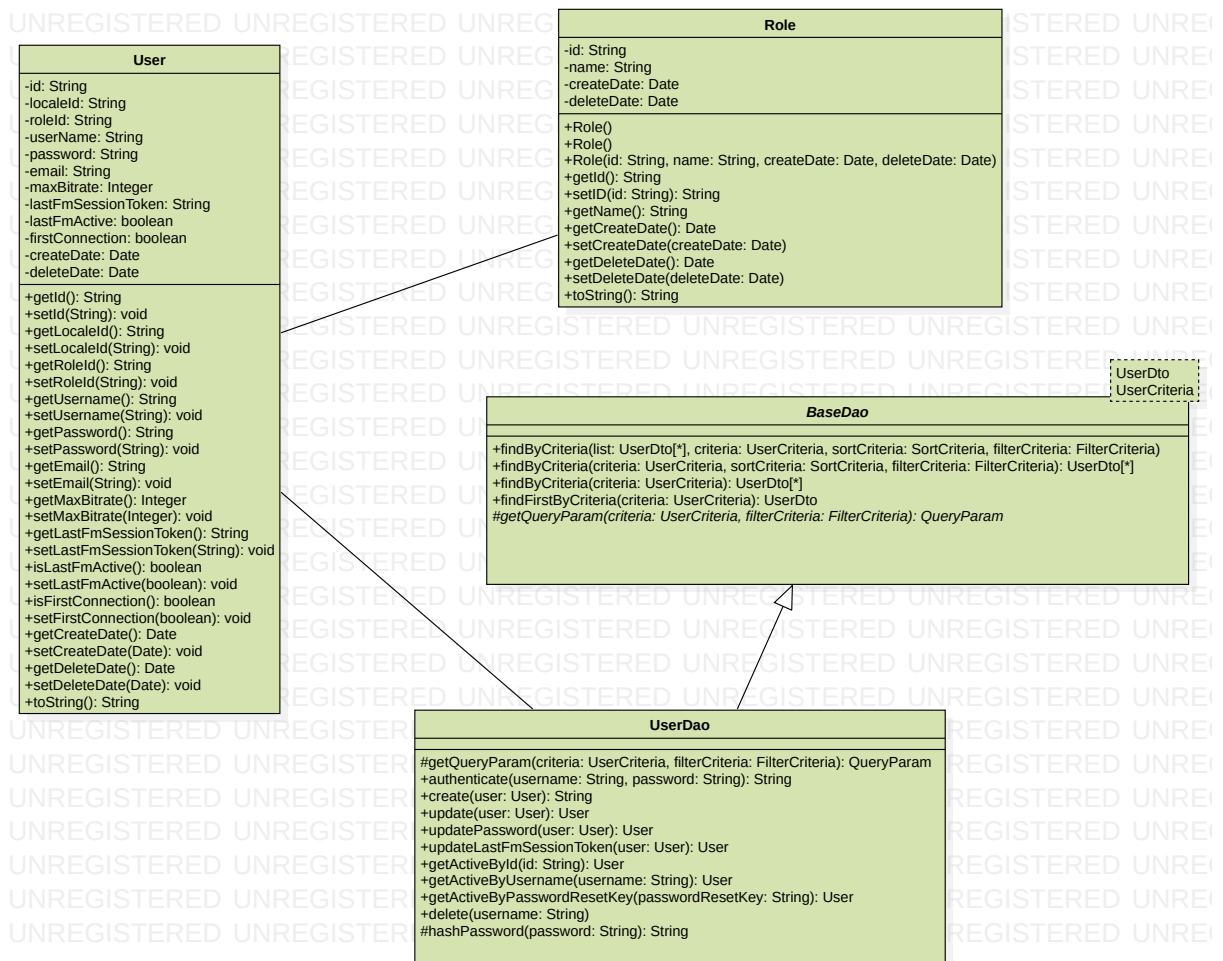 User
-id: String
-localeId: String
-roleId: String
-userName: String
-password: String
-email: String
-maxBitrate: Integer
-lastFmSessionToken: String
-lastFmActive: boolean
-firstConnection: boolean
-createDate: Date
-deleteDate: Date
+getId(): String
+setId(String): void
+getLocaleId(): String
+setLocaleId(String): void
+getRoleId(): String
+setRoleId(String): void
+getUsername(): String
+setUsername(String): void
+getPassword(): String
+setPassword(String): void
+getEmail(): String
+setEmail(String): void
+getMaxBitrate(): Integer
+setMaxBitrate(Integer): void
+getLastFmSessionToken(): String
+setLastFmSessionToken(String): void
+isLastFmActive(): boolean
+setLastFmActive(boolean): void
+isFirstConnection(): boolean
+setFirstConnection(boolean): void
+getCreateDate(): Date
+setCreateDate(Date): void
+getDeleteDate(): Date
+setDeleteDate(Date): void
+toString(): String
Role
-id: String
-name: String
-createDate: Date
-deleteDate: Date
+Role()
+Role()
+Role(id: String, name: String, createDate: Date, deleteDate: Date)
+getId(): String
+setID(id: String): String
+getName(): String
+getCreateDate(): Date
+setCreateDate(createDate: Date)
+getDeleteDate(): Date
+setDeleteDate(deleteDate: Date)
+toString(): String
UserDto
UserCriteria
BaseDao
+findByCriteria(list: UserDto[*], criteria: UserCriteria, sortCriteria: SortCriteria, filterCriteria: FilterCriteria)
+findByCriteria(criteria: UserCriteria, sortCriteria: SortCriteria, filterCriteria: FilterCriteria): UserDto[*]
+findByCriteria(criteria: UserCriteria): UserDto[*]
+findFirstByCriteria(criteria: UserCriteria): UserDto
#getQueryParam(criteria: UserCriteria, filterCriteria: FilterCriteria): QueryParam
UserDao
#getQueryParam(criteria: UserCriteria, filterCriteria: FilterCriteria): QueryParam
+authenticate(username: String, password: String): String
+create(user: User): String
+update(user: User): User
+updatePassword(user: User): User
+updateLastFmSessionToken(user: User): User
+getActiveById(id: String): User
+getActiveByUsername(username: String): User
+getActiveByPasswordResetKey(passwordResetKey: String): User
+delete(username: String)
#hashPassword(password: String): String